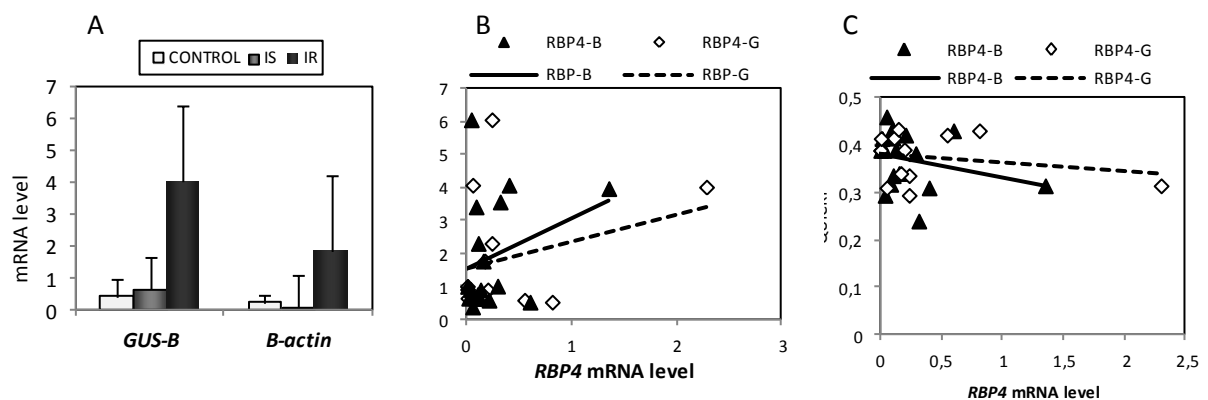 A
CONTROL IS IR
7
6
5
4
3
2
1
0
mRNA level
GUS-B B-actin
B
RBP4-B RBP4-G
RBP-B RBP-G
7
6
5
4
3
2
1
0
0 1 2 3
RBP4 mRNA level
C
RBP4-B RBP4-G
RBP4-B RBP4-G
0,5
0,4
0,3
0,2
0,1
0
0 0,5 1 1,5 2 2,5
RBP4 mRNA level